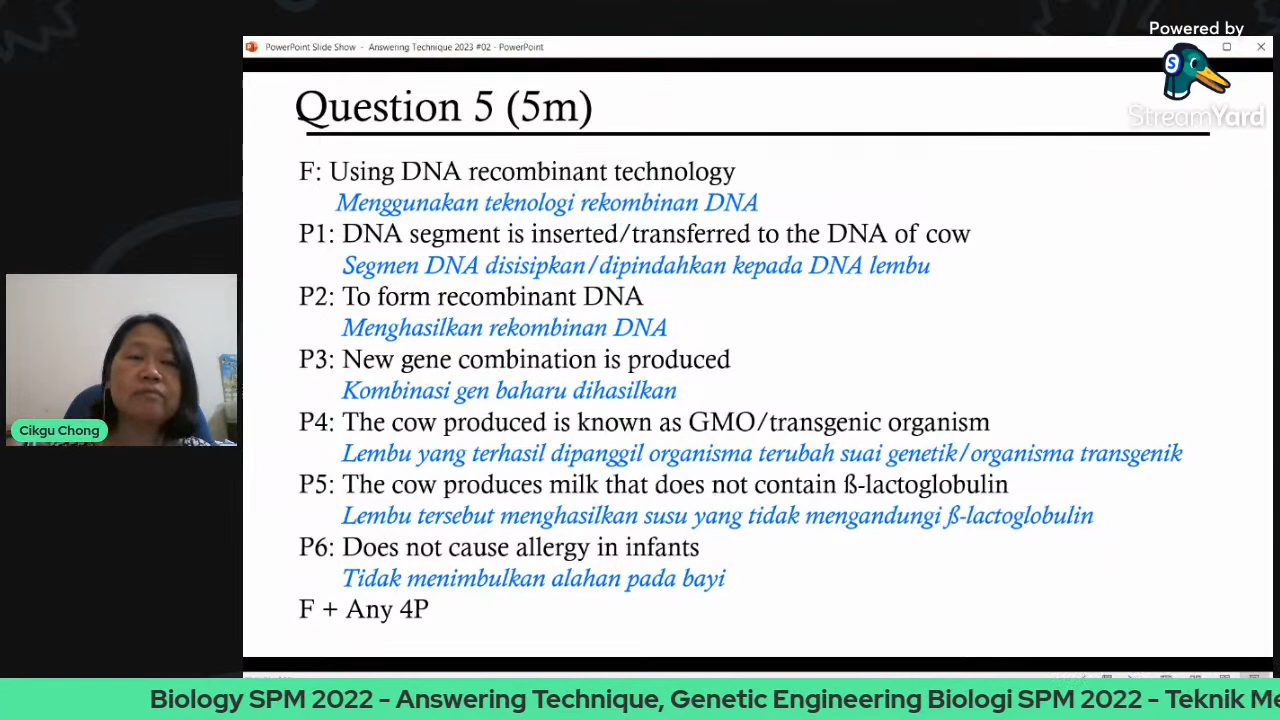 Powered by
StreamYard
PowerPoint Slide Show - Answering Technique 2023 #02 - PowerPoint
Question 5 (5m)
F: Using DNA recombinant technology
Menggunakan teknologi rekombinan DNA
P1: DNA segment is inserted/transferred to the DNA of cow
Segmen DNA disisipkan/dipindahkan kepada DNA lembu
P2: To form recombinant DNA
Menghasilkan rekombinan DNA
P3: New gene combination is produced
Kombinasi gen baharu dihasilkan
P4: The cow produced is known as GMO/transgenic organism
Lembu yang terhasil dipanggil organisma terubah suai genetik/organisma transgenik
P5: The cow produces milk that does not contain ß-lactoglobulin
Lembu tersebut menghasilkan susu yang tidak mengandungi ß-lactoglobulin
P6: Does not cause allergy in infants
Tidak menimbulkan alahan pada bayi
F + Any 4P
Cikgu Chong
Biology SPM 2022 - Answering Technique, Genetic Engineering Biologi SPM 2022 - Teknik Me